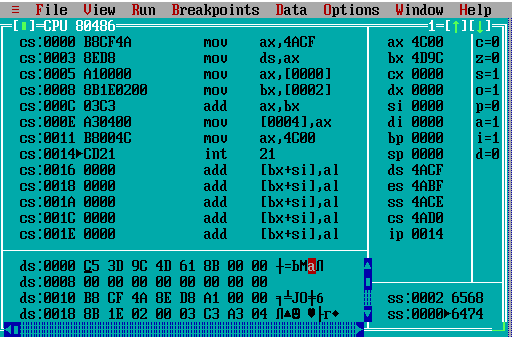 ≡ File View Run Breakpoints Data Options Window Help
[■]=CPU 80486 1=[↑][↓]
cs:0000 B8CF4A mov ax,4ACF ax 4C00 c=0
cs:0003 8ED8 mov ds,ax bx 4D9C z=0
cs:0005 A10000 mov ax,[0000] cx 0000 s=1
cs:0008 8B1E0200 mov bx,[0002] dx 0000 o=1
cs:000C 03C3 add ax,bx si 0000 p=0
cs:000E A30400 mov [0004],ax di 0000 a=1
cs:0011 B8004C mov ax,4C00 bp 0000 i=1
cs:0014►CD21 int 21 sp 0000 d=0
cs:0016 0000 add [bx+si],al ds 4ACF
cs:0018 0000 add [bx+si],al es 4ABF
cs:001A 0000 add [bx+si],al ss 4ACE
cs:001C 0000 add [bx+si],al cs 4AD0
cs:001E 0000 add [bx+si],al ip 0014
ds:0000 C5 3D 9C 4D 61 8B 00 00 ┼=ЬMaЛ
ds:0008 00 00 00 00 00 00 00 00
ds:0010 B8 CF 4A 8E D8 A1 00 00 ╕╧JО╪б ss:0002 6568
ds:0018 8B 1E 02 00 03 C3 A3 04 Л▲☻ ♥├г♦ ss:0000►6474